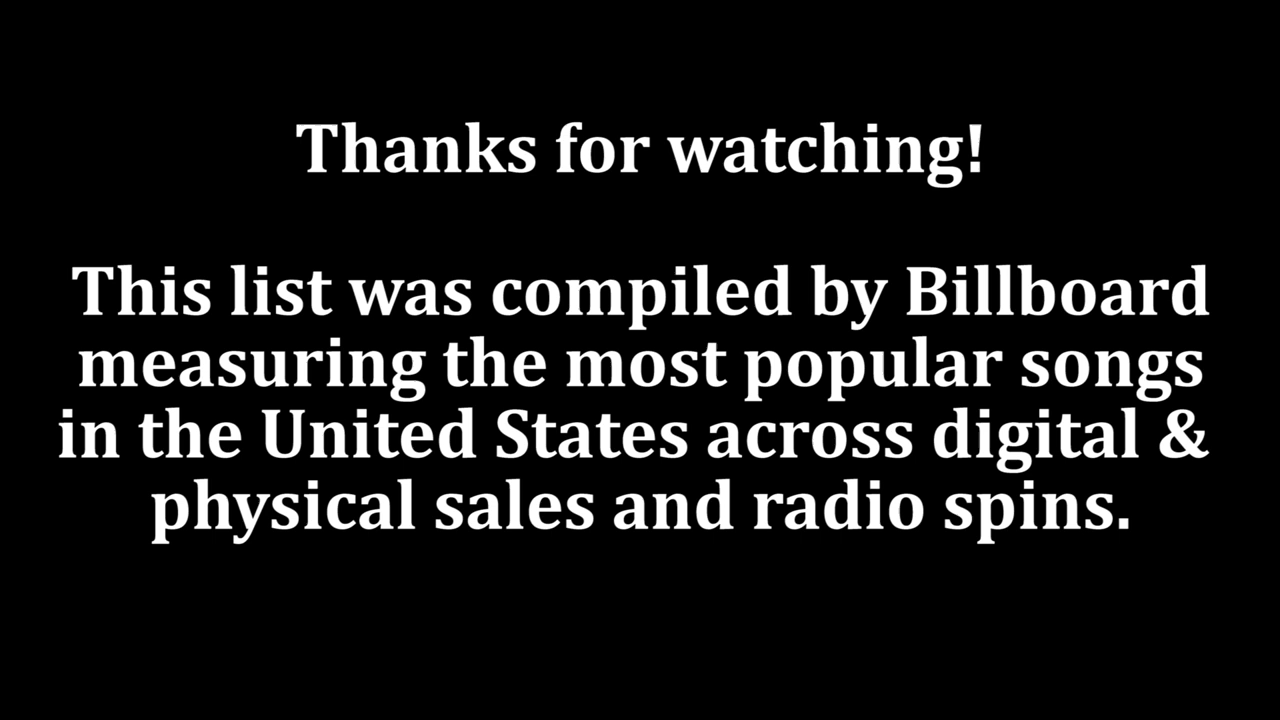 Thanks for watching!
This list was compiled by Billboard
measuring the most popular songs
in the United States across digital &
physical sales and radio spins.